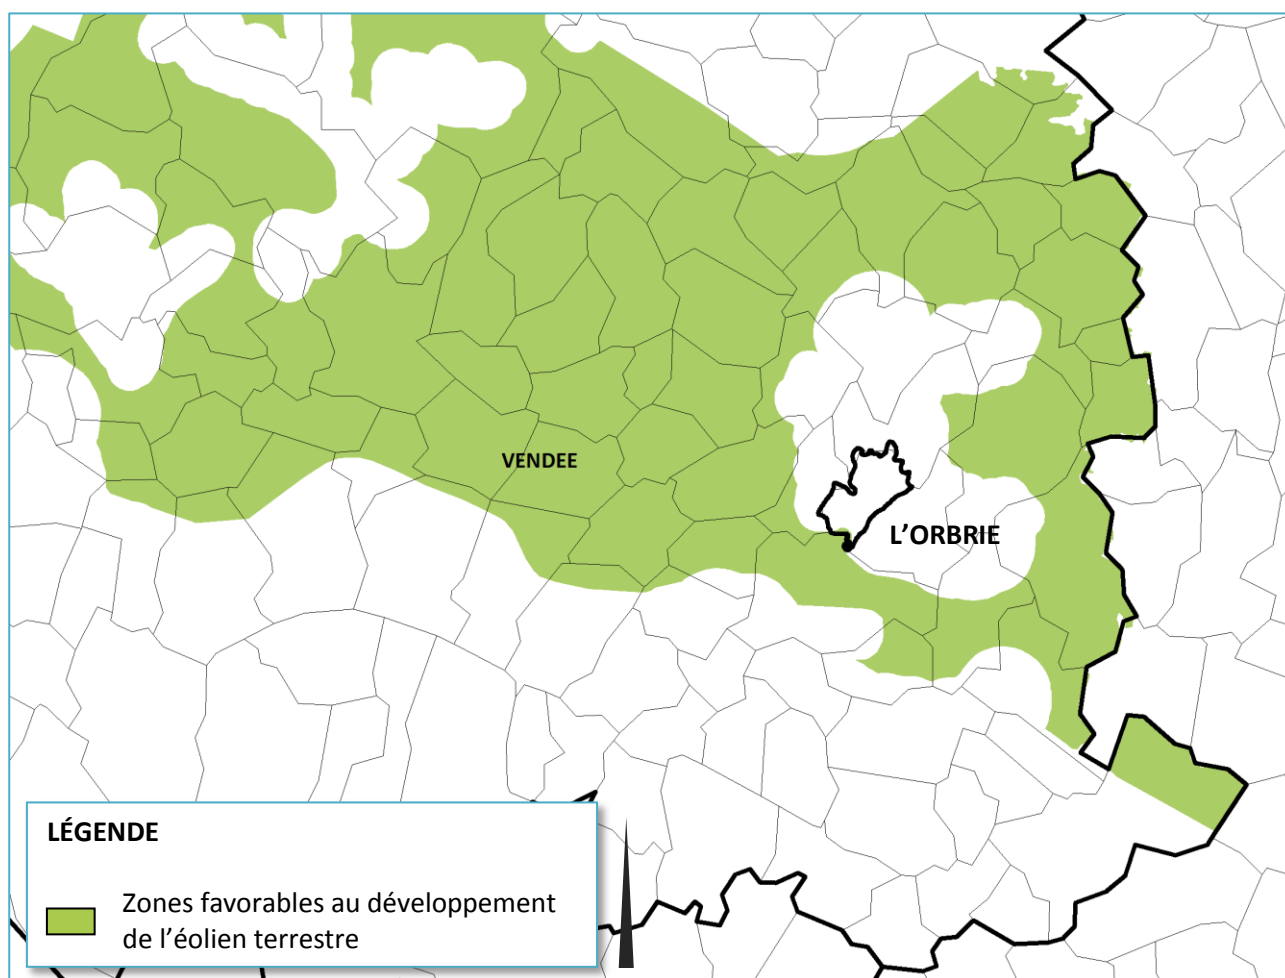 VENDEE
L’ORBRIE
LÉGENDE
Zones favorables au développement
de l’éolien terrestre